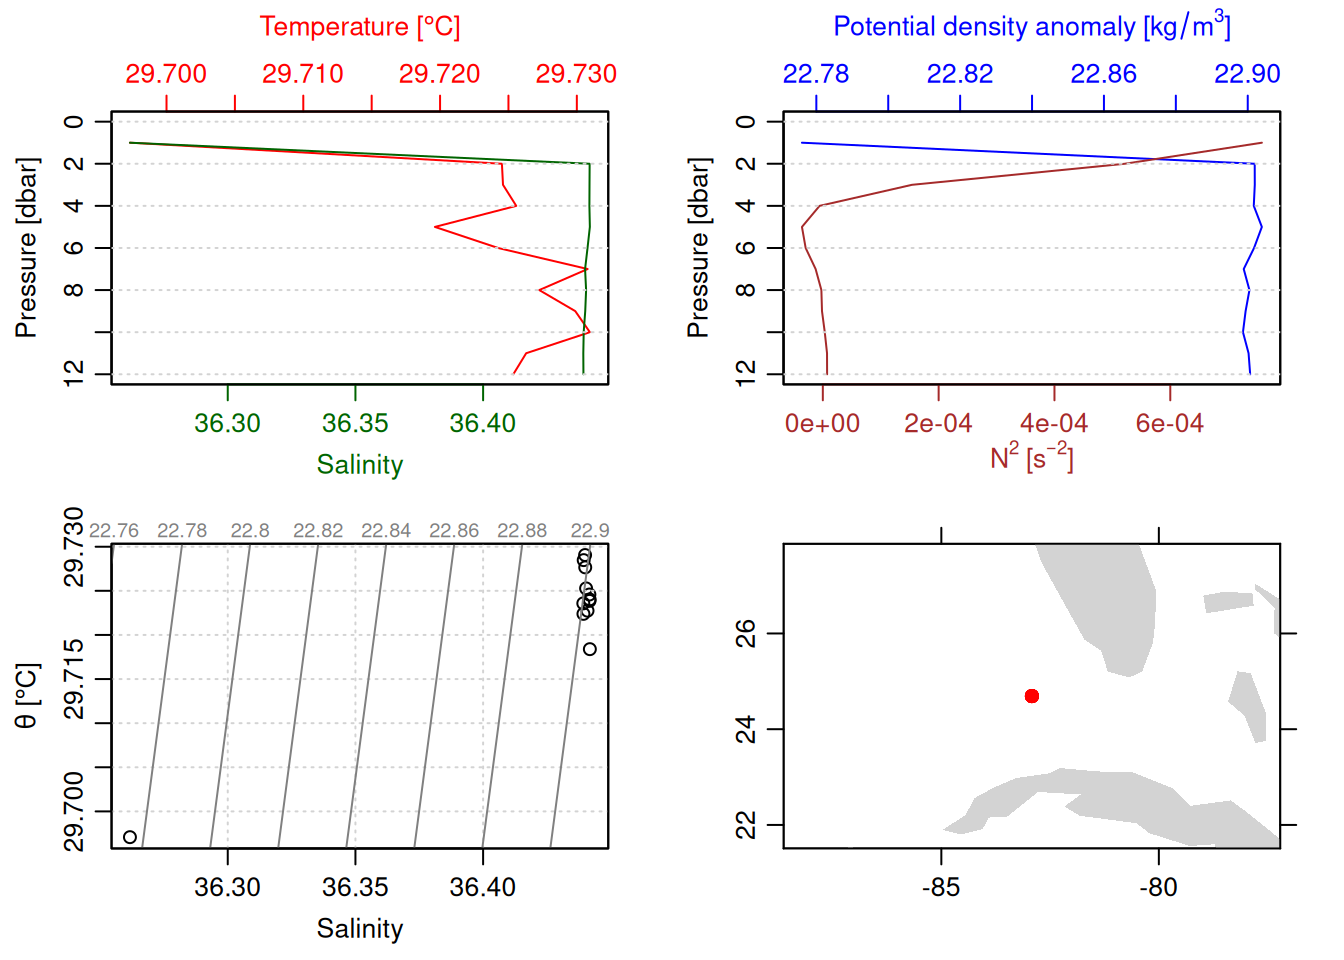 Temperature [°C]
29.700 29.710 29.720 29.730
Pressure [dbar]
0
2
4
6
8
12
36.30 36.35 36.40
Salinity
Potential density anomaly [kg/m³]
22.78 22.82 22.86 22.90
Pressure [dbar]
0
2
4
6
8
12
0e+00 2e-04 4e-04 6e-04
N² [s⁻²]
22.76 22.78 22.8 22.82 22.84 22.86 22.88 22.9
θ [°C]
29.730
29.715
29.700
36.30 36.35 36.40
Salinity
26
24
22
-85 -80